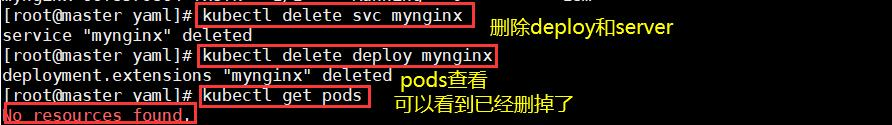 [root@master yaml]# kubectl delete svc mynginx
删除deploy和server
service "mynginx" deleted
[root@master yaml]# kubectl delete deploy mynginx
deployment.extensions "mynginx" deleted
pods查看
[root@master yaml]# kubectl get pods
可以看到已经删掉了
No resources found.